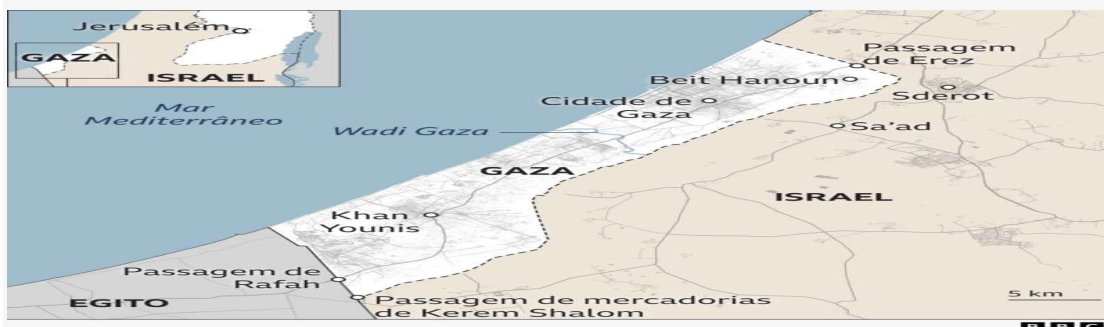 Jerusalém
GAZA
ISRAEL
Mar
Mediterrâneo
Passagem
de Erez
Beit Hanoun
Sderot
Cidade de
Gaza
Sa'ad
Wadi Gaza
GAZA
ISRAEL
Khan
Younis
Passagem de
Rafah
EGITO
Passagem de mercadorias
de Kerem Shalom
5 km
BBC